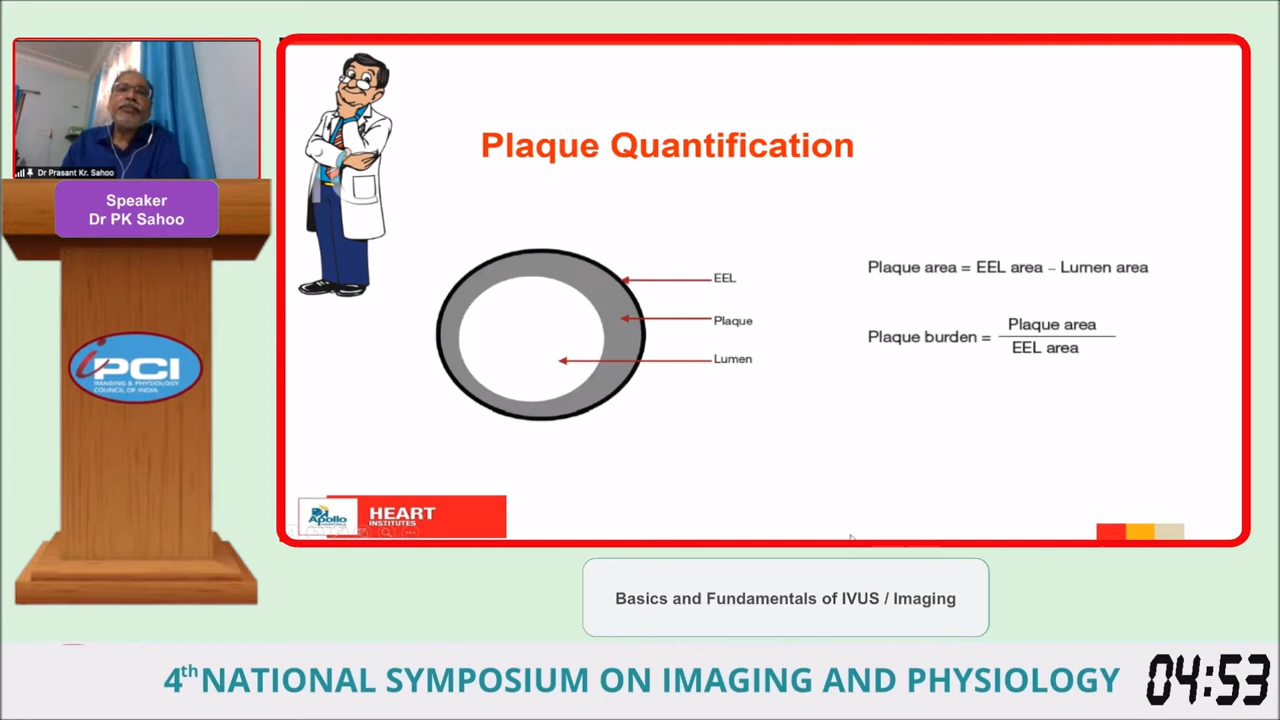 Dr Prasant Kr. Sahoo
Speaker
Dr PK Sahoo
iPCI
IMAGING & PHYSIOLOGY
COUNCIL OF INDIA
Plaque Quantification
EEL
Plaque
Lumen
Plaque area = EEL area – Lumen area
Plaque burden = Plaque area
EEL area
Apollo
HEART
INSTITUTES
Basics and Fundamentals of IVUS / Imaging
4th NATIONAL SYMPOSIUM ON IMAGING AND PHYSIOLOGY
04:53